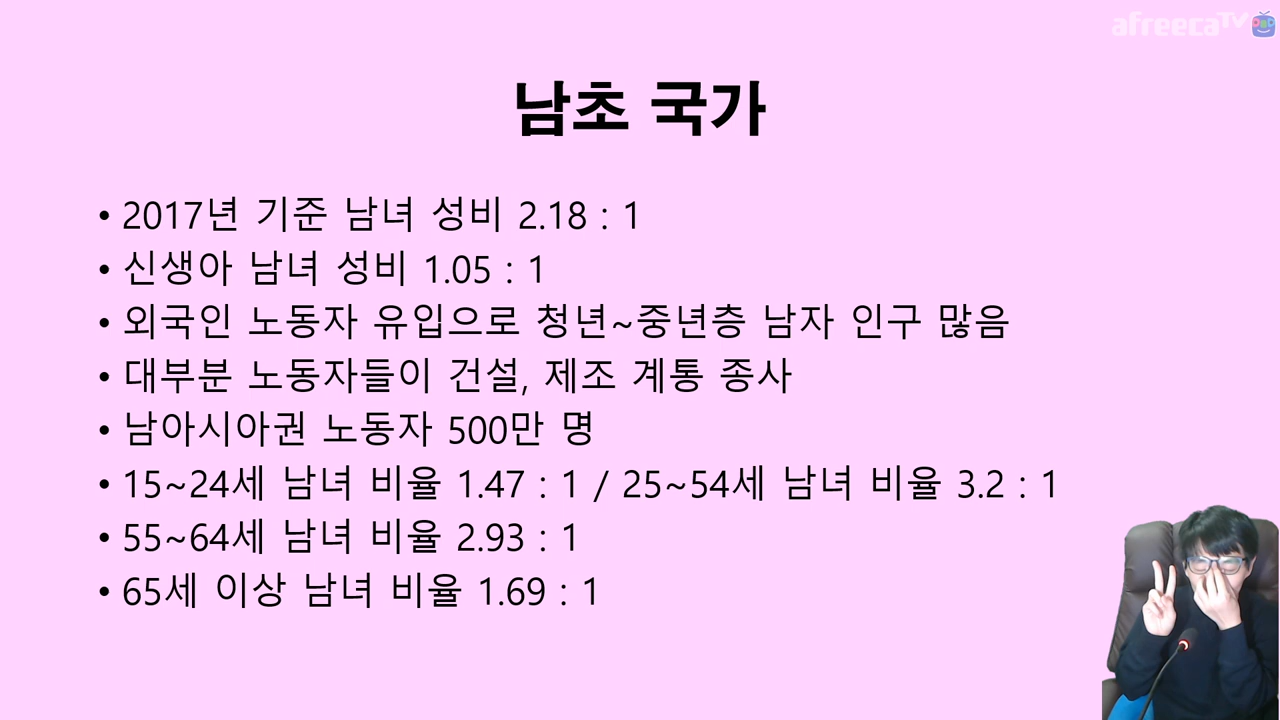 afreecaTV
남초 국가
• 2017년 기준 남녀 성비 2.18 : 1
• 신생아 남녀 성비 1.05 : 1
• 외국인 노동자 유입으로 청년~중년층 남자 인구 많음
• 대부분 노동자들이 건설, 제조 계통 종사
• 남아시아권 노동자 500만 명
• 15~24세 남녀 비율 1.47 : 1 / 25~54세 남녀 비율 3.2 : 1
• 55~64세 남녀 비율 2.93 : 1
• 65세 이상 남녀 비율 1.69 : 1